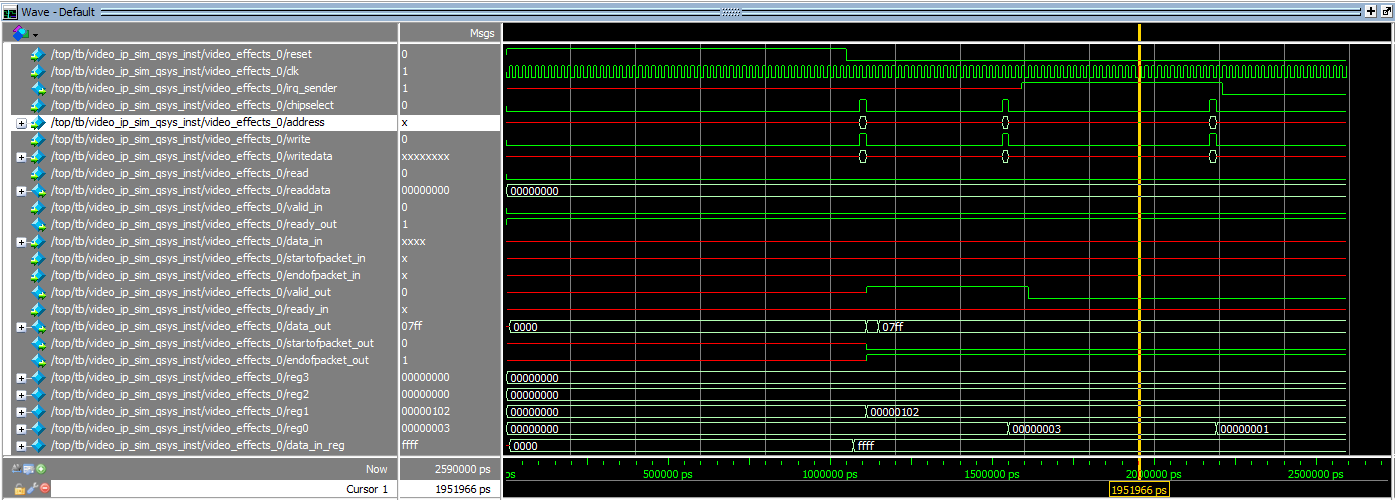 Wave - Default
Msgs
/top/tb/video_ip_sim_qsys_inst/video_effects_0/reset 0
/top/tb/video_ip_sim_qsys_inst/video_effects_0/clk 1
/top/tb/video_ip_sim_qsys_inst/video_effects_0/irq_sender 1
/top/tb/video_ip_sim_qsys_inst/video_effects_0/chipselect 0
/top/tb/video_ip_sim_qsys_inst/video_effects_0/address x
/top/tb/video_ip_sim_qsys_inst/video_effects_0/write 0
/top/tb/video_ip_sim_qsys_inst/video_effects_0/writedata xxxxxxxx
/top/tb/video_ip_sim_qsys_inst/video_effects_0/read 0
/top/tb/video_ip_sim_qsys_inst/video_effects_0/readdata 00000000 00000000
/top/tb/video_ip_sim_qsys_inst/video_effects_0/valid_in 0
/top/tb/video_ip_sim_qsys_inst/video_effects_0/ready_out 1
/top/tb/video_ip_sim_qsys_inst/video_effects_0/data_in xxxx
/top/tb/video_ip_sim_qsys_inst/video_effects_0/startofpacket_in x
/top/tb/video_ip_sim_qsys_inst/video_effects_0/endofpacket_in x
/top/tb/video_ip_sim_qsys_inst/video_effects_0/valid_out 0
/top/tb/video_ip_sim_qsys_inst/video_effects_0/ready_in x
/top/tb/video_ip_sim_qsys_inst/video_effects_0/data_out 07ff 0000 07ff
/top/tb/video_ip_sim_qsys_inst/video_effects_0/startofpacket_out 0
/top/tb/video_ip_sim_qsys_inst/video_effects_0/endofpacket_out 1
/top/tb/video_ip_sim_qsys_inst/video_effects_0/reg3 00000000 00000000
/top/tb/video_ip_sim_qsys_inst/video_effects_0/reg2 00000000 00000000
/top/tb/video_ip_sim_qsys_inst/video_effects_0/reg1 00000102 00000000 00000102
/top/tb/video_ip_sim_qsys_inst/video_effects_0/reg0 00000003 00000000 00000003 00000001
/top/tb/video_ip_sim_qsys_inst/video_effects_0/data_in_reg ffff 0000 ffff
Now 2590000 ps ps 500000 ps 1000000 ps 1500000 ps 2000000 ps 2500000 ps
Cursor 1 1951966 ps 1951966 ps